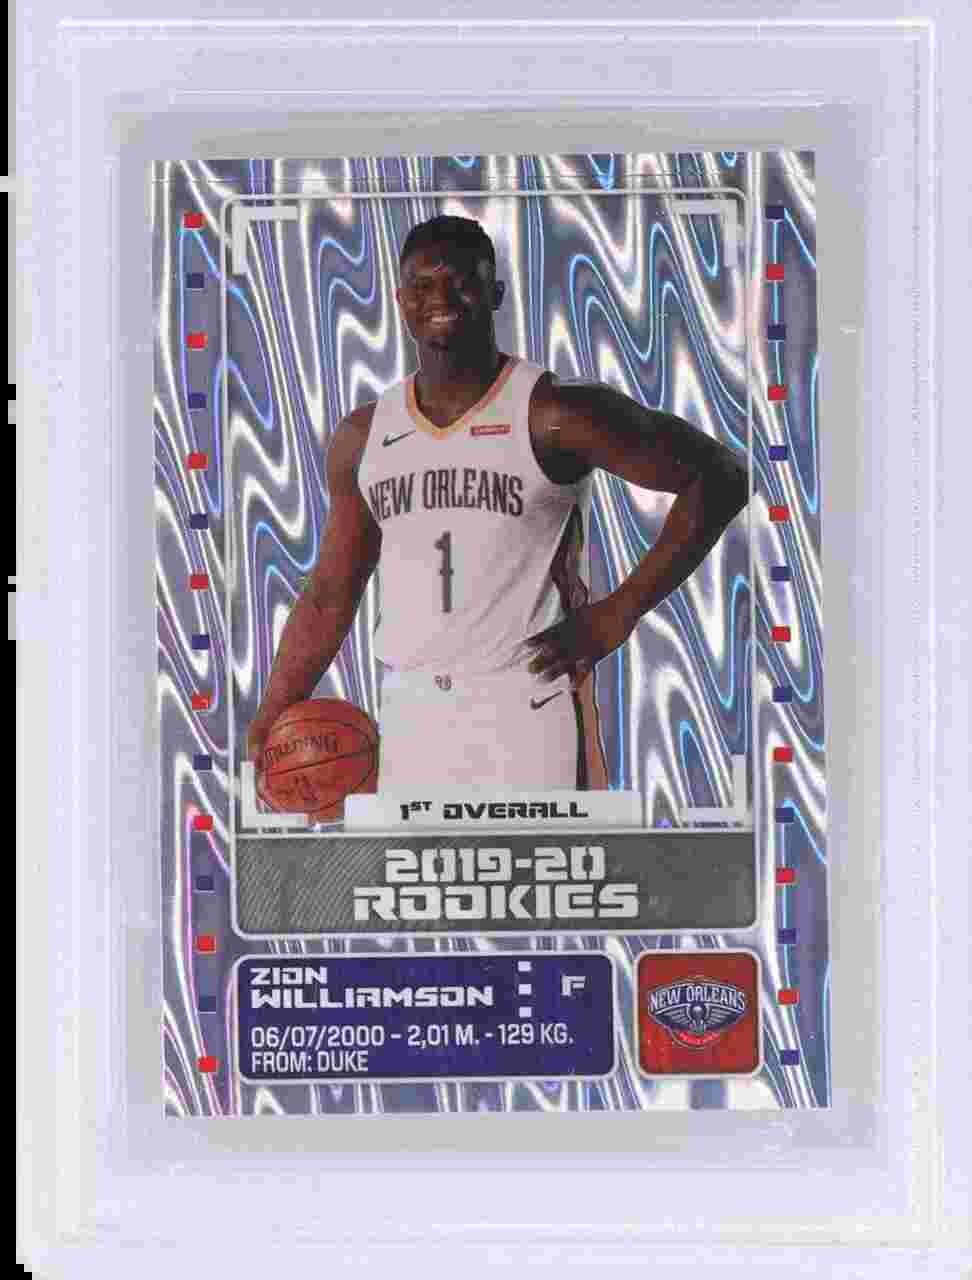 NEW ORLEANS
1
SPALDING
1ST OVERALL
2019-20
ROOKIES
ZION
WILLIAMSON
F
06/07/2000 - 2,01 M. - 129 KG.
FROM: DUKE
NEW ORLEANS